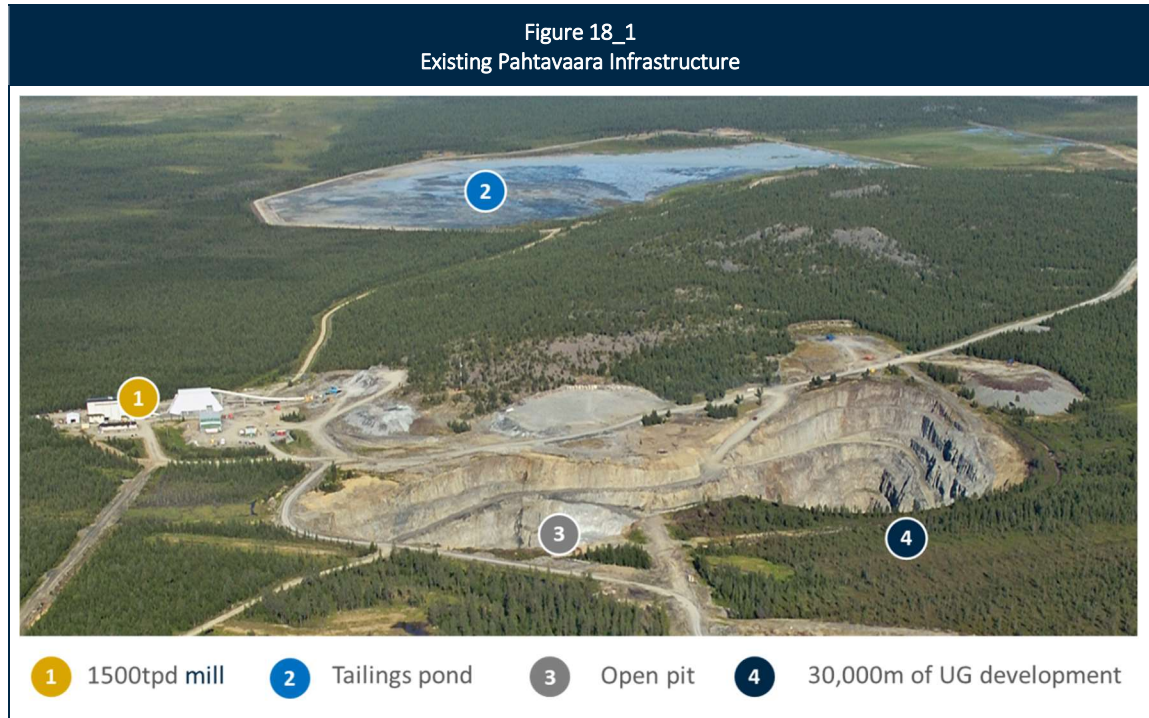 Figure 18_1
Existing Pahtavaara Infrastructure
2
1
3
4
1 1500tpd mill 2 Tailings pond 3 Open pit 4 30,000m of UG development